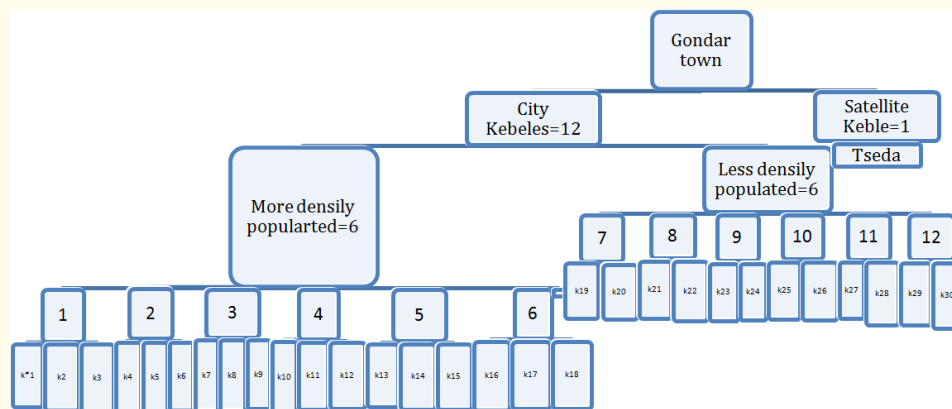 Gondar
town
City
Kebeles=12
Satellite
Keble=1
Tseda
More densily
popularted=6
Less densily
populated=6
7 8 9 10 11 12
k19 k20 k21 k22 k23 k24 k25 k26 k27 k28 k29 k30
1 2 3 4 5 6
k*1 k2 k3 k4 k5 k6 k7 k8 k9 k10 k11 k12 k13 k14 k15 k16 k17 k18